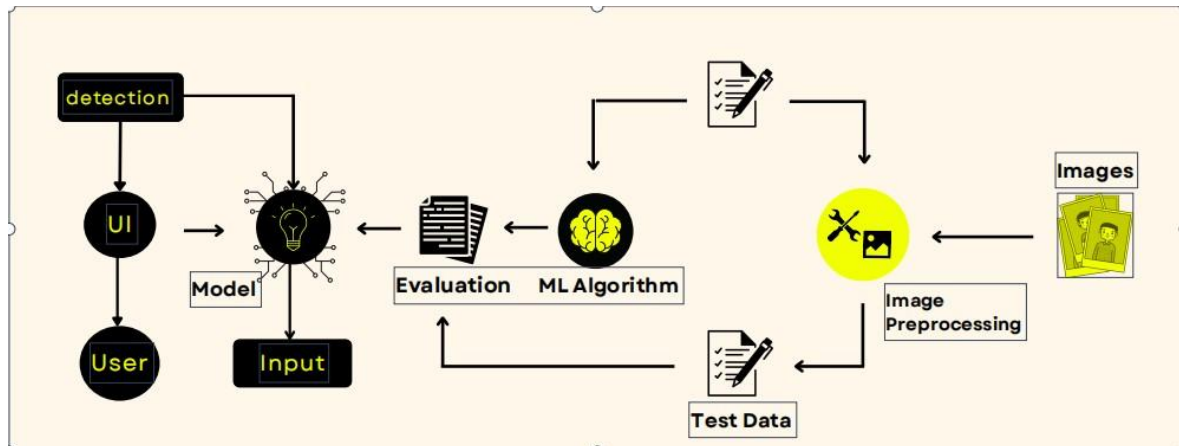 detection
Images
UI
Model
Evaluation
ML Algorithm
Image
Preprocessing
User
Input
Test Data